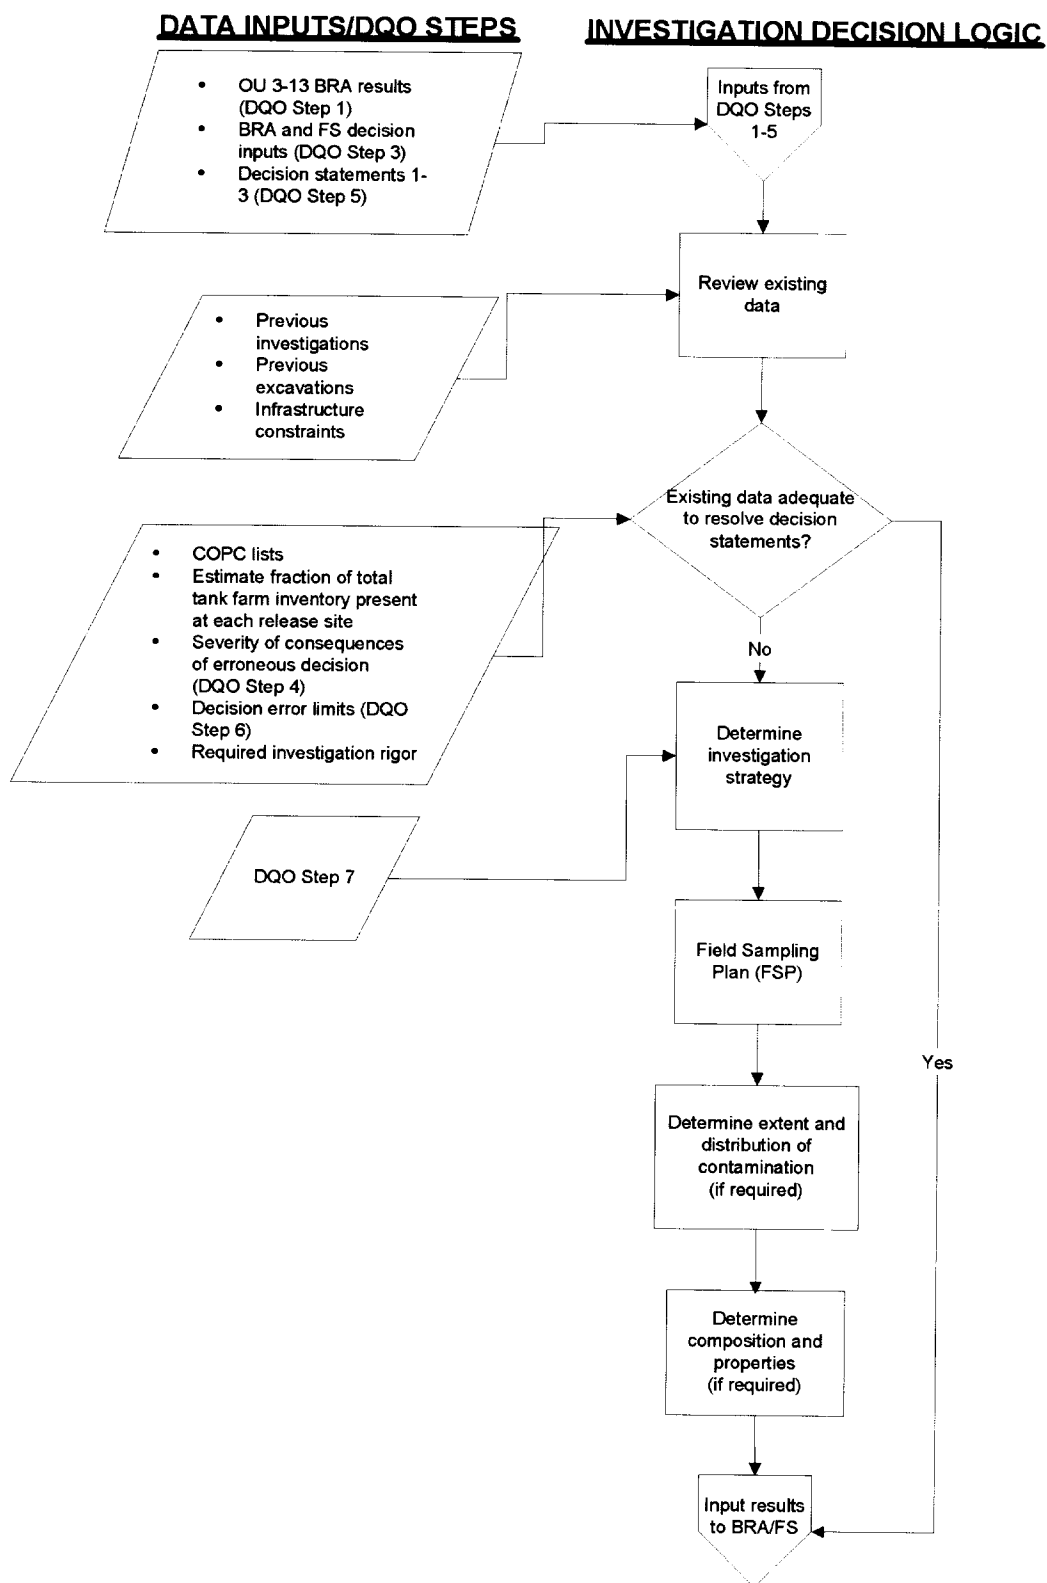 DATA INPUTS/DQO STEPS
INVESTIGATION DECISION LOGIC
• OU 3-13 BRA results
(DQO Step 1)
• BRA and FS decision
inputs (DQO Step 3)
• Decision statements 1-
3 (DQO Step 5)
Inputs from
DQO Steps
1-5
Review existing
data
• Previous
investigations
• Previous
excavations
• Infrastructure
constraints
Existing data adequate
to resolve decision
statements?
• COPC lists
• Estimate fraction of total
tank farm inventory present
at each release site
• Severity of consequences
of erroneous decision
(DQO Step 4)
• Decision error limits (DQO
Step 6)
• Required investigation rigor
No
Determine
investigation
strategy
DQO Step 7
Field Sampling
Plan (FSP)
Yes
Determine extent and
distribution of
contamination
(if required)
Determine
composition and
properties
(if required)
Input results
to BRA/FS